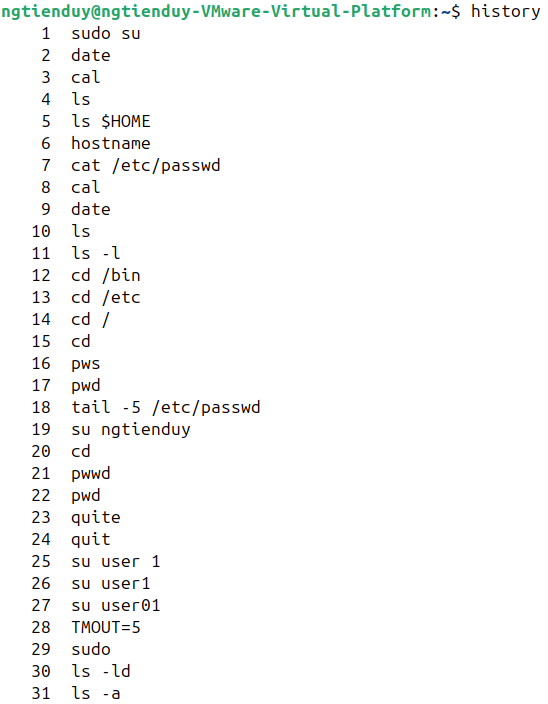 ngtienduy@ngtienduy-VMware-Virtual-Platform:~$ history
1 sudo su
2 date
3 cal
4 ls
5 ls $HOME
6 hostname
7 cat /etc/passwd
8 cal
9 date
10 ls
11 ls -l
12 cd /bin
13 cd /etc
14 cd /
15 cd
16 pws
17 pwd
18 tail -5 /etc/passwd
19 su ngtienduy
20 cd
21 pwwd
22 pwd
23 quite
24 quit
25 su user 1
26 su user1
27 su user01
28 TMOUT=5
29 sudo
30 ls -ld
31 ls -a